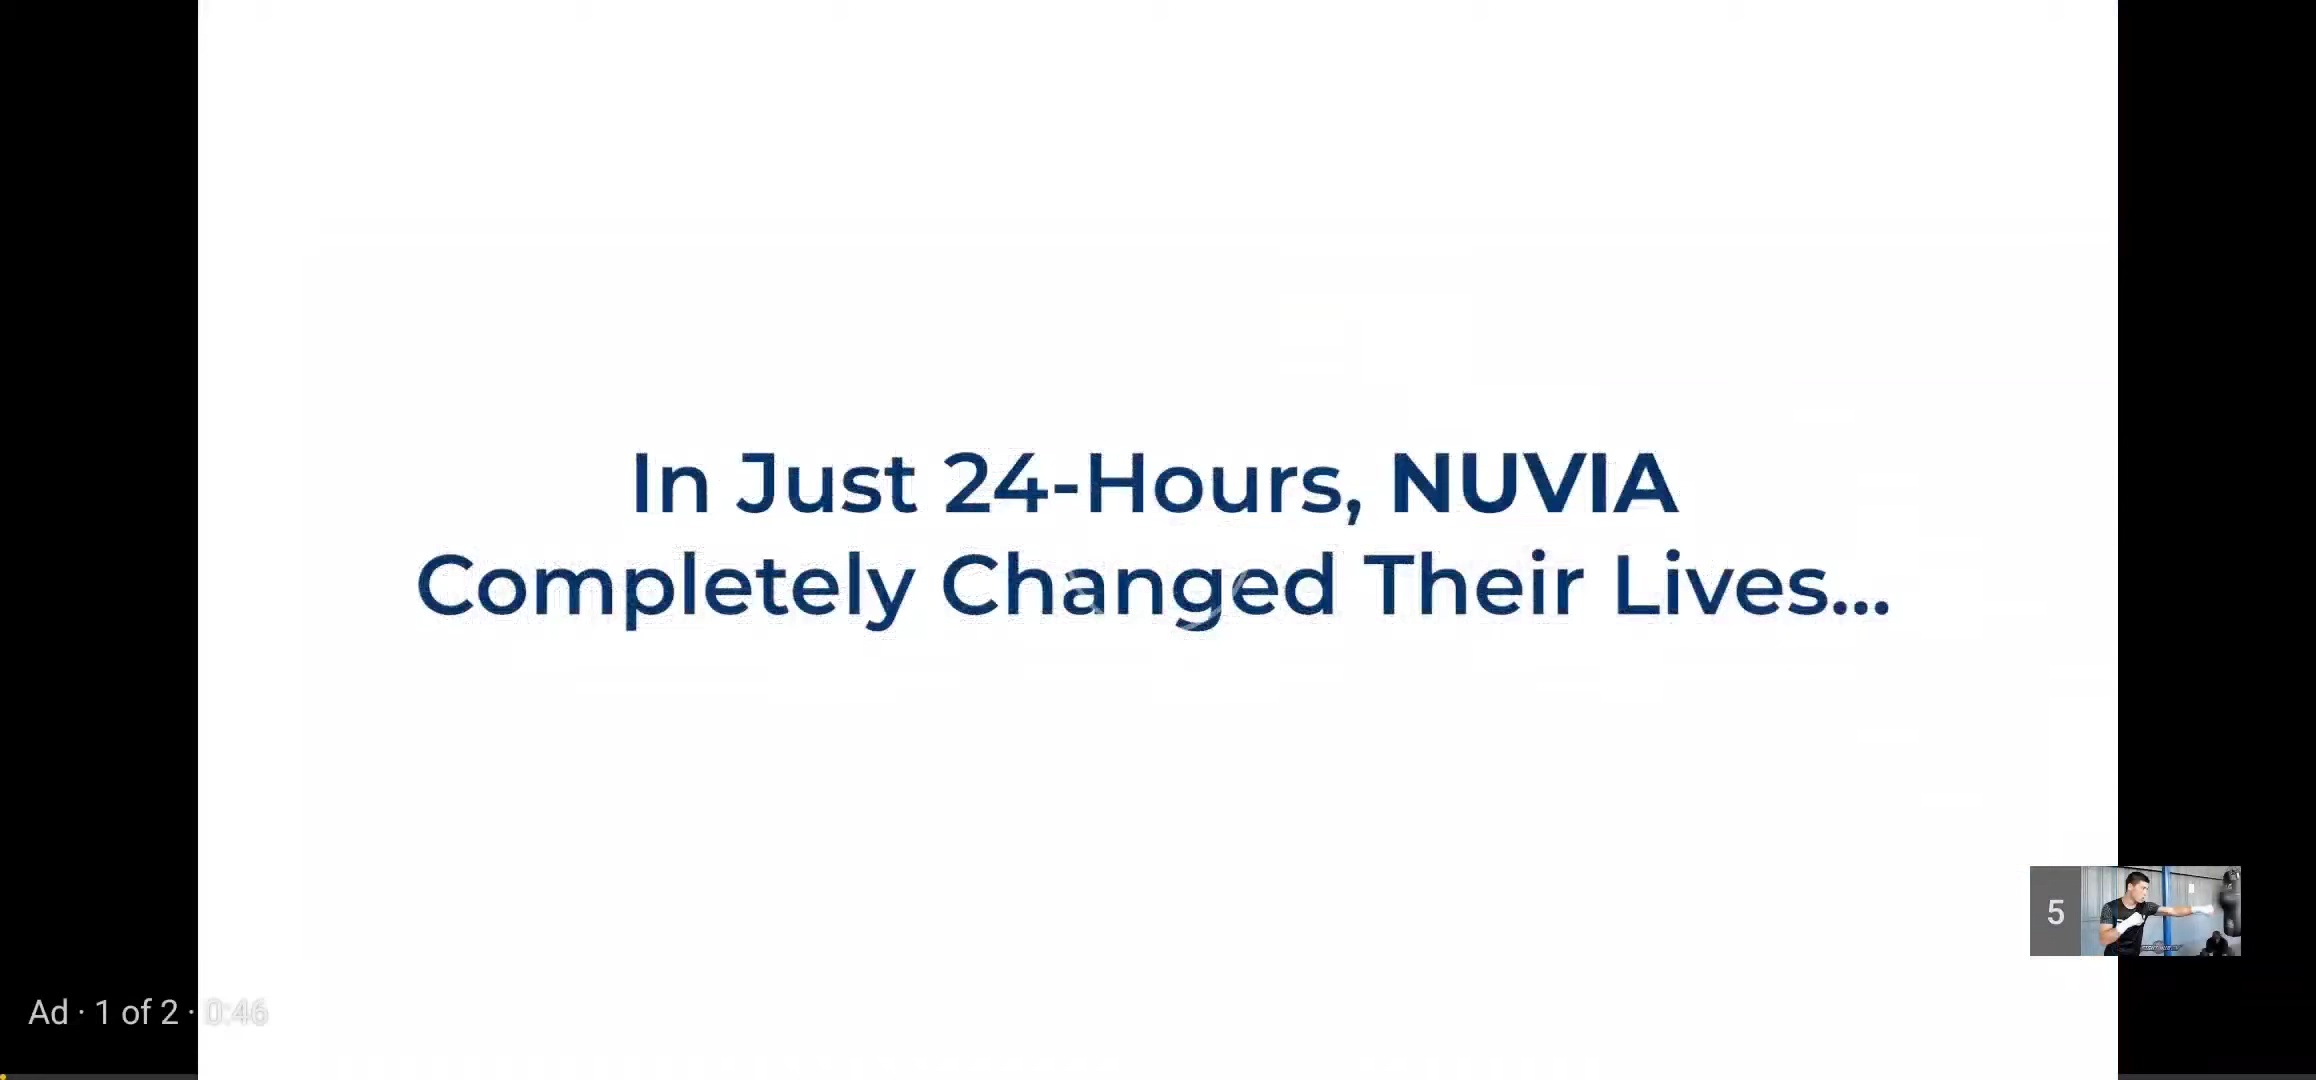 In Just 24-Hours, NUVIA
Completely Changed Their Lives...
5
Ad · 1 of 2 · 0:46